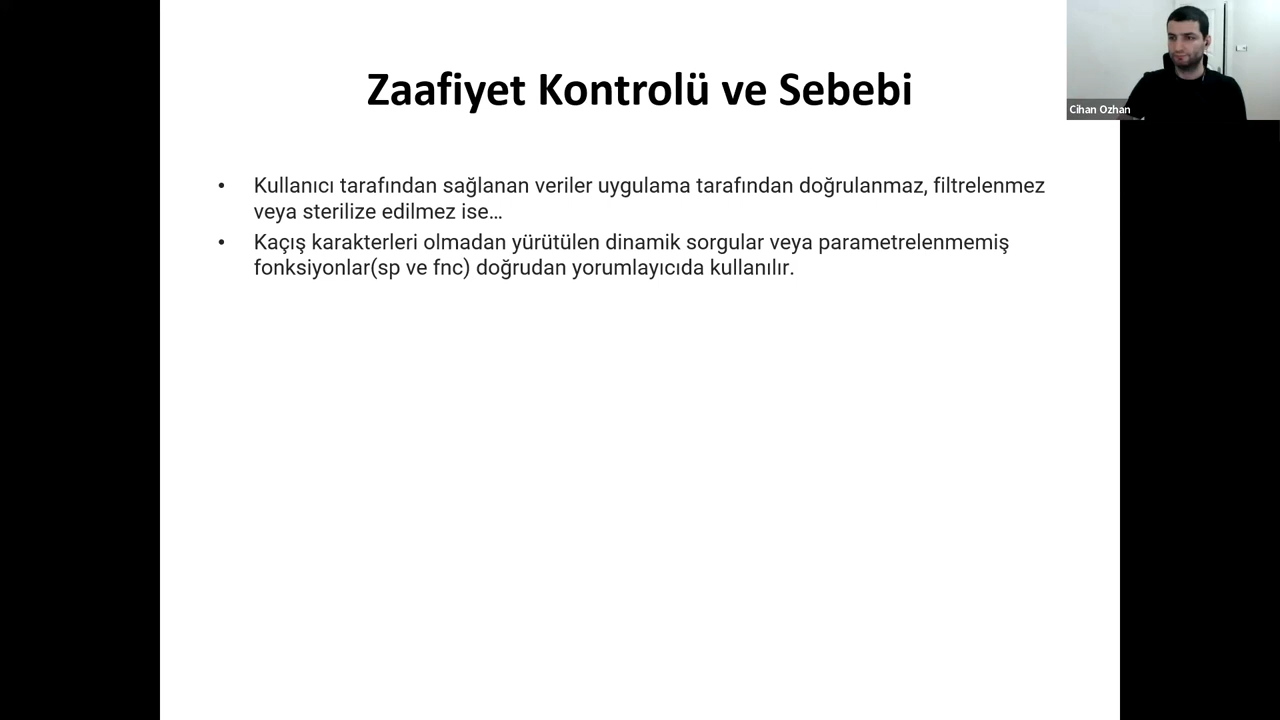 Zaafiyet Kontrolü ve Sebebi
Cihan Ozhan
• Kullanıcı tarafından sağlanan veriler uygulama tarafından doğrulanmaz, filtrelenmez
veya sterilize edilmez ise...
• Kaçış karakterleri olmadan yürütülen dinamik sorgular veya parametrelenmemiş
fonksiyonlar(sp ve fnc) doğrudan yorumlayıcıda kullanılır.